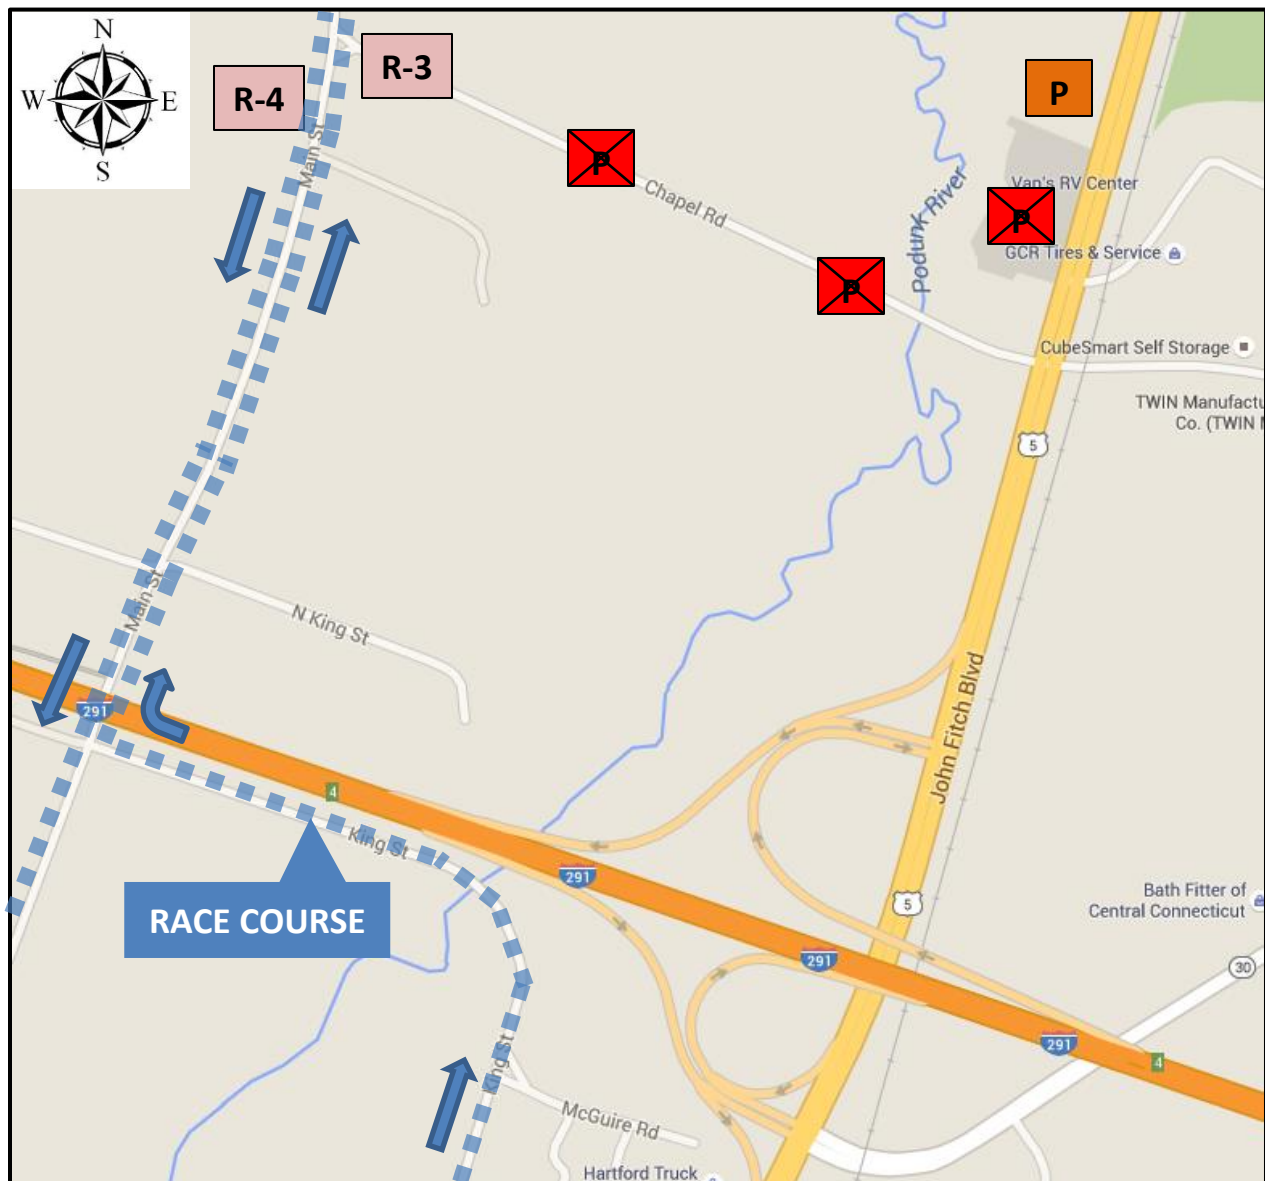 N
W
E
S
R-4
R-3
P
P
Van's RV Center
P
GCR Tires & Service
P
Main St
Chapel Rd
Podunk River
CubeSmart Self Storage
TWIN Manufactu
Co. (TWIN
5
Main St
N King St
John Fitch Blvd
291
4
King St
291
5
RACE COURSE
Bath Fitter of
Central Connecticut
291
30
291
4
King St
McGuire Rd
Hartford Truck